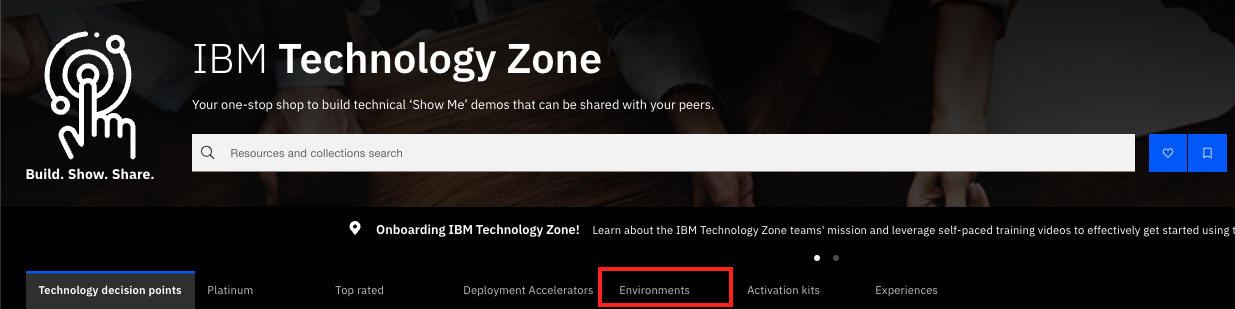 IBM Technology Zone
Your one-stop shop to build technical ‘Show Me’ demos that can be shared with your peers.
Resources and collections search
Build. Show. Share.
Onboarding IBM Technology Zone! Learn about the IBM Technology Zone teams' mission and leverage self-paced training videos to effectively get started using
Technology decision points Platinum Top rated Deployment Accelerators Environments Activation kits Experiences